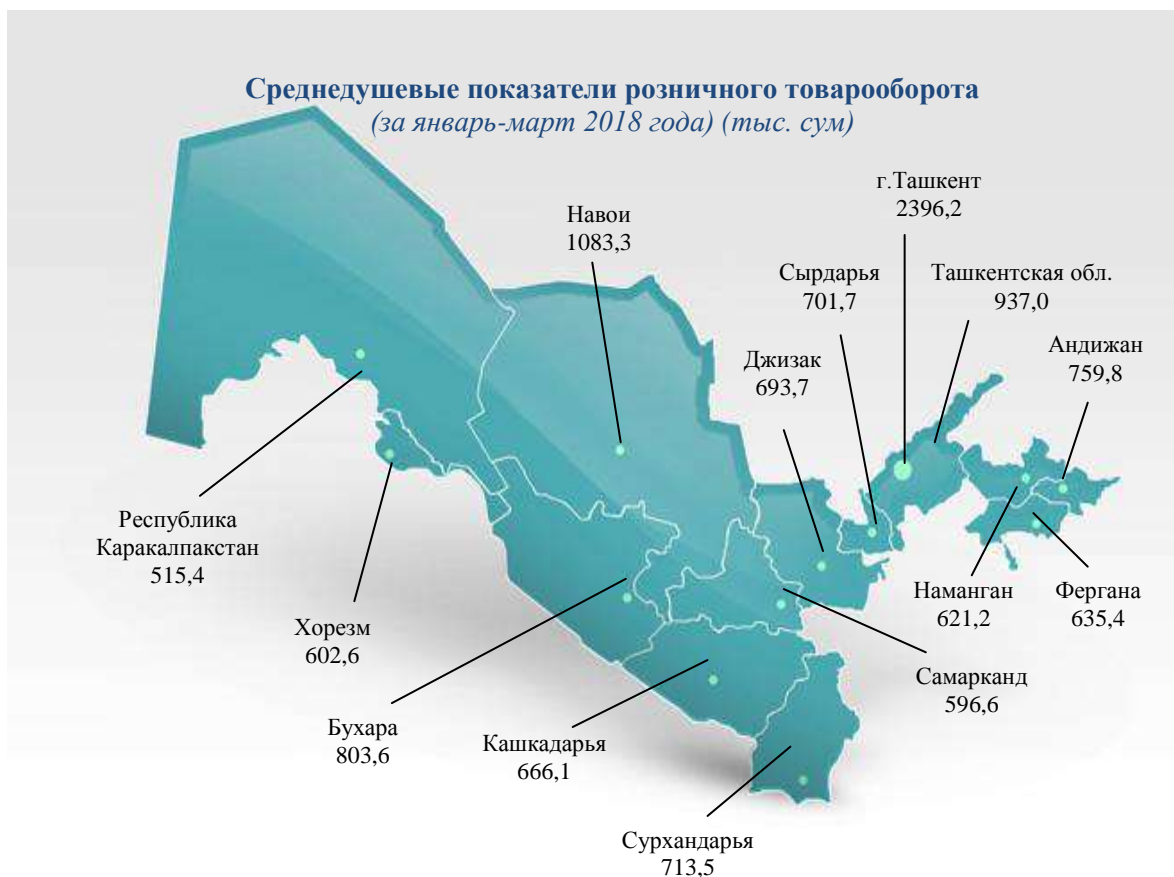 Среднедушевые показатели розничного товарооборота
(за январь-март 2018 года) (тыс. сум)
г.Ташкент
2396,2
Навои
1083,3
Сырдарья
701,7
Ташкентская обл.
937,0
Андижан
759,8
Джизак
693,7
Республика
Каракалпакстан
515,4
Наманган
621,2
Фергана
635,4
Хорезм
602,6
Самарканд
596,6
Бухара
803,6
Кашкадарья
666,1
Сурхандарья
713,5